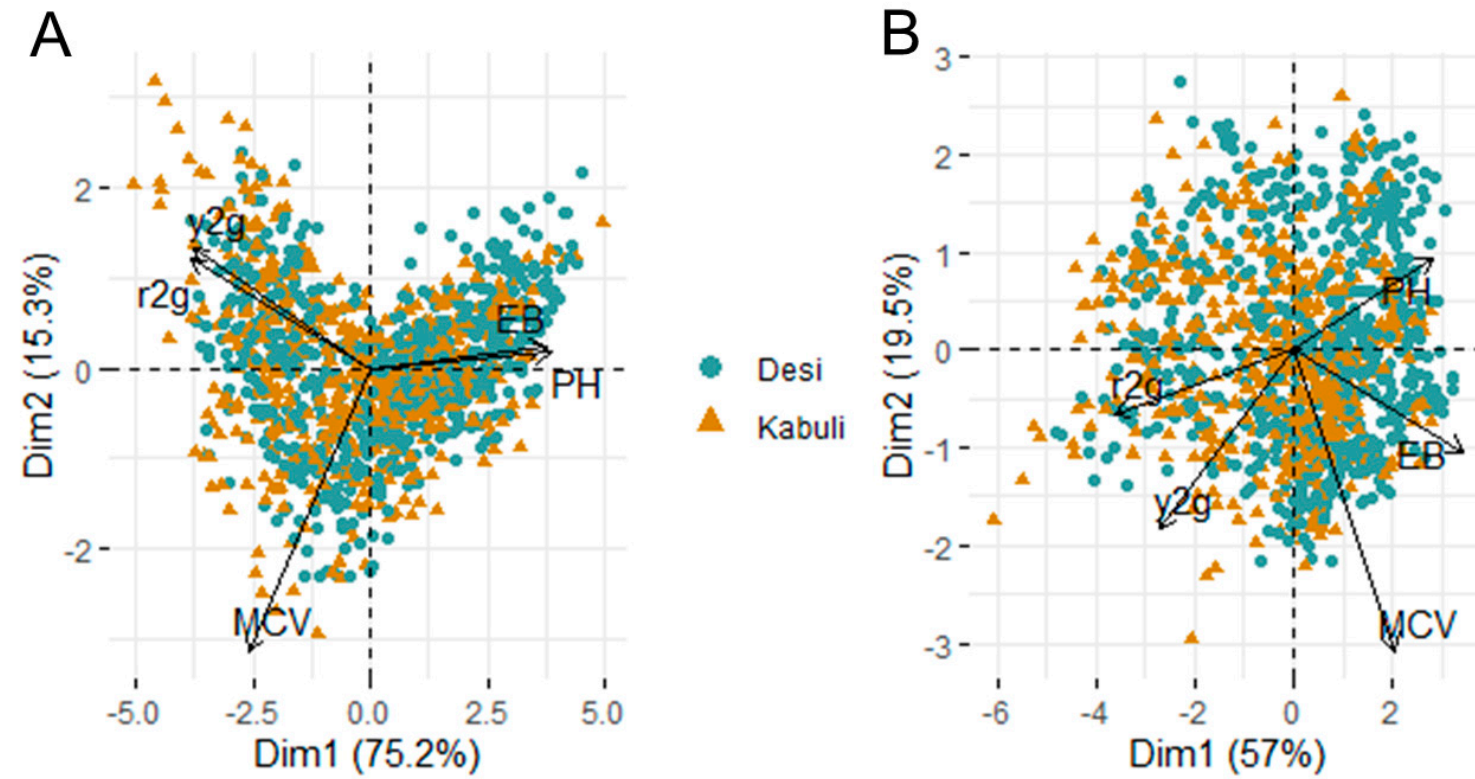 A
2
0
-2
-5.0
-2.5
0.0
2.5
5.0
Dim1 (75.2%)
Dim2 (15.3%)
y2g
r2g
EB
PH
MCV
Desi
Kabuli
B
3
2
1
0
-1
-2
-3
-6
-4
-2
0
2
Dim1 (57%)
Dim2 (19.5%)
PH
r2g
EB
y2g
MCV